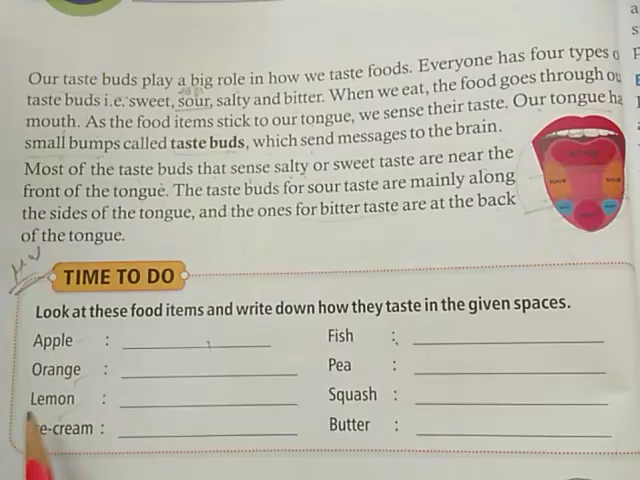 Our taste buds play a big role in how we taste foods. Everyone has four types
taste buds i.e. sweet, sour, salty and bitter. When we eat, the food goes through
mouth. As the food items stick to our tongue, we sense their taste. Our tongue
small bumps called taste buds, which send messages to the brain.
Most of the taste buds that sense salty or sweet taste are near the
front of the tongue. The taste buds for sour taste are mainly along
the sides of the tongue, and the ones for bitter taste are at the back
of the tongue.
TIME TO DO
Look at these food items and write down how they taste in the given spaces.
Apple :
Fish :
Orange :
Pea :
Lemon :
Squash :
e-cream :
Butter :